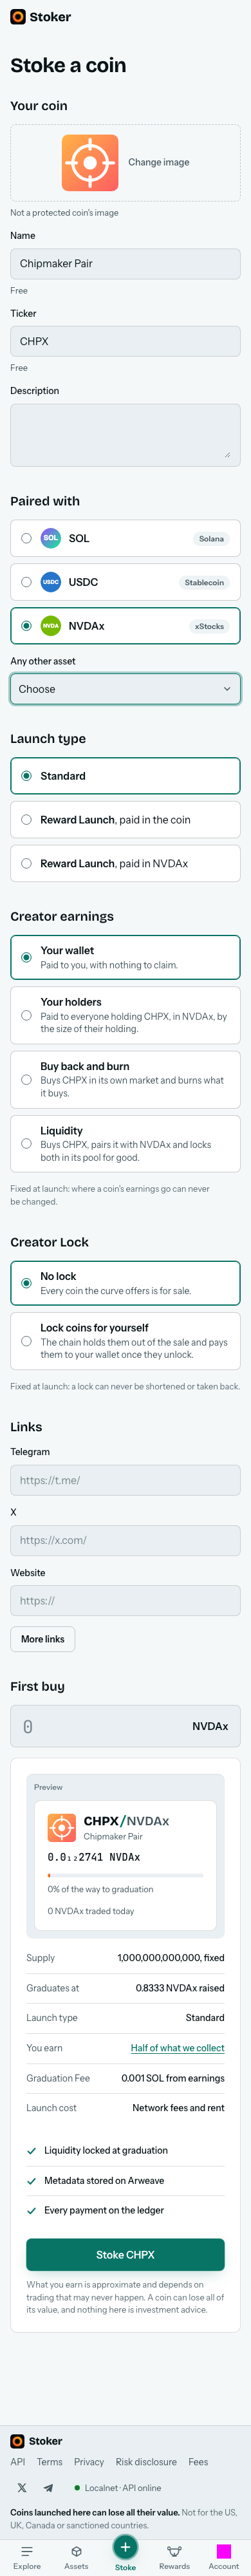 Stoker
Stoke a coin
Your coin
Change image
Not a protected coin's image
Name
Chipmaker Pair
Free
Ticker
CHPX
Free
Description
Paired with
SOL SOL Solana
USDC USDC Stablecoin
NVDA NVDAx xStocks
Any other asset
Choose
Launch type
Standard
Reward Launch, paid in the coin
Reward Launch, paid in NVDAx
Creator earnings
Your wallet
Paid to you, with nothing to claim.
Your holders
Paid to everyone holding CHPX, in NVDAx, by
the size of their holding.
Buy back and burn
Buys CHPX in its own market and burns what
it buys.
Liquidity
Buys CHPX, pairs it with NVDAx and locks
both in its pool for good.
Fixed at launch: where a coin's earnings go can never
be changed.
Creator Lock
No lock
Every coin the curve offers is for sale.
Lock coins for yourself
The chain holds them out of the sale and pays
them to your wallet once they unlock.
Fixed at launch: a lock can never be shortened or taken back.
Links
Telegram
https://t.me/
X
https://x.com/
Website
https://
More links
First buy
0 NVDAx
Preview
CHPX/NVDAx
Chipmaker Pair
0.0₁₂2741 NVDAx
0% of the way to graduation
0 NVDAx traded today
Supply 1,000,000,000,000, fixed
Graduates at 0.8333 NVDAx raised
Launch type Standard
You earn Half of what we collect
Graduation Fee 0.001 SOL from earnings
Launch cost Network fees and rent
Liquidity locked at graduation
Metadata stored on Arweave
Every payment on the ledger
Stoke CHPX
What you earn is approximate and depends on
trading that may never happen. A coin can lose all of
its value, and nothing here is investment advice.
Stoker
API Terms Privacy Risk disclosure Fees
Localnet · API online
Coins launched here can lose all their value. Not for the US,
UK, Canada or sanctioned countries.
Explore Assets Stoke Rewards Account